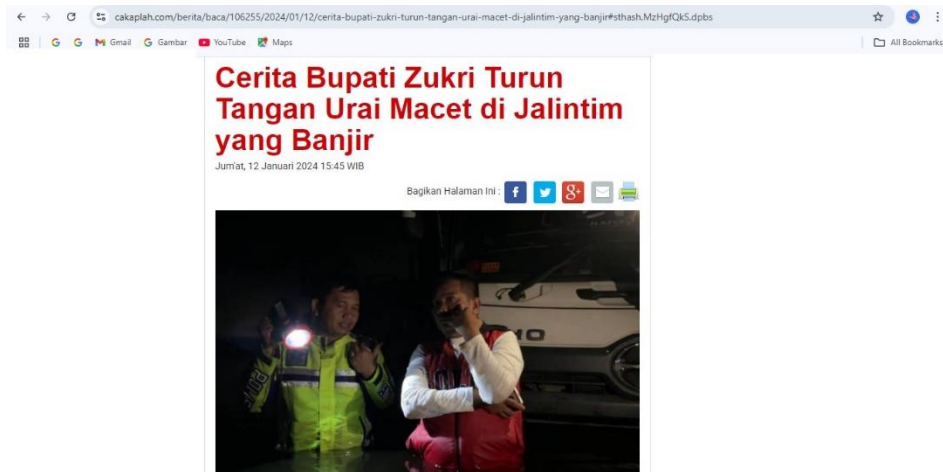 cakaplah.com/berita/baca/106255/2024/01/12/cerita-bupati-zukri-turun-tangan-urai-macet-di-jalintim-yang-banjir#sthash.MzHgfQkS.dpbs
G G Gmail G Gambar YouTube Maps All Bookmarks
Cerita Bupati Zukri Turun
Tangan Urai Macet di Jalintim
yang Banjir
Jum'at, 12 Januari 2024 15:45 WIB
Bagikan Halaman Ini :